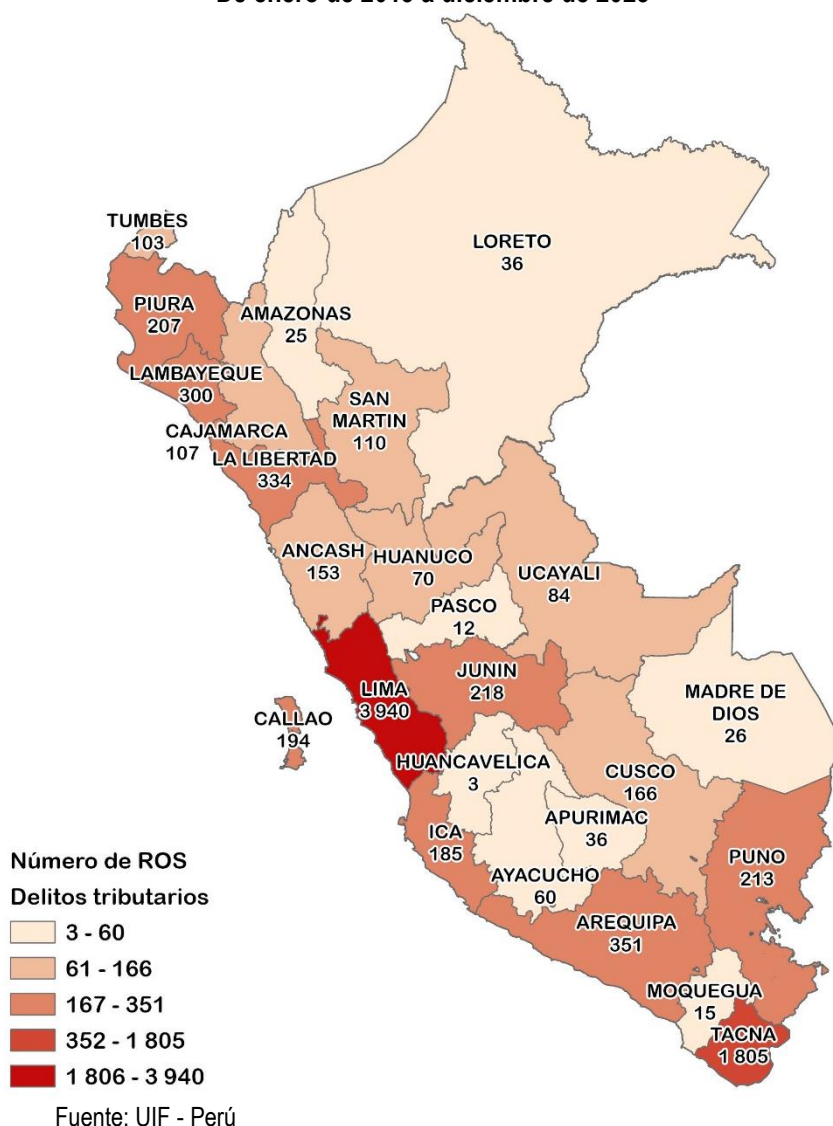 TUMBES
103
LORETO
36
PIURA
207
AMAZONAS
25
LAMBAYEQUE
300
SAN
MARTIN
110
CAJAMARCA
107
LA LIBERTAD
334
ANCASH
153
HUANUCO
70
UCAYALI
84
PASCO
12
LIMA
3 940
JUNIN
218
MADRE DE
DIOS
26
CALLAO
194
HUANCAVELICA
3
CUSCO
166
ICA
185
APURIMAC
36
AYACUCHO
60
PUNO
213
AREQUIPA
351
MOQUEGUA
15
TACNA
1 805
Número de ROS
Delitos tributarios
3 - 60
61 - 166
167 - 351
352 - 1 805
1 806 - 3 940
Fuente: UIF - Perú